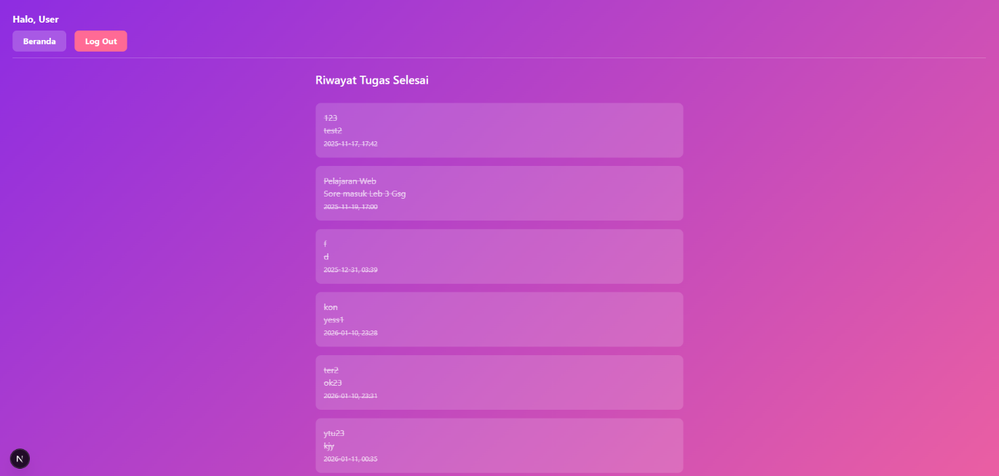 Halo, User
Beranda
Log Out
Riwayat Tugas Selesai
123
test2
2025-11-17, 17:42
Pelajaran Web
Sore masuk Leb 3 Gsg
2025-11-19, 17:00
f
d
2025-12-31, 03:39
kon
yess1
2026-01-10, 23:28
ter2
ok23
2026-01-10, 23:31
ytu23
kjy
2026-01-11, 00:35
N